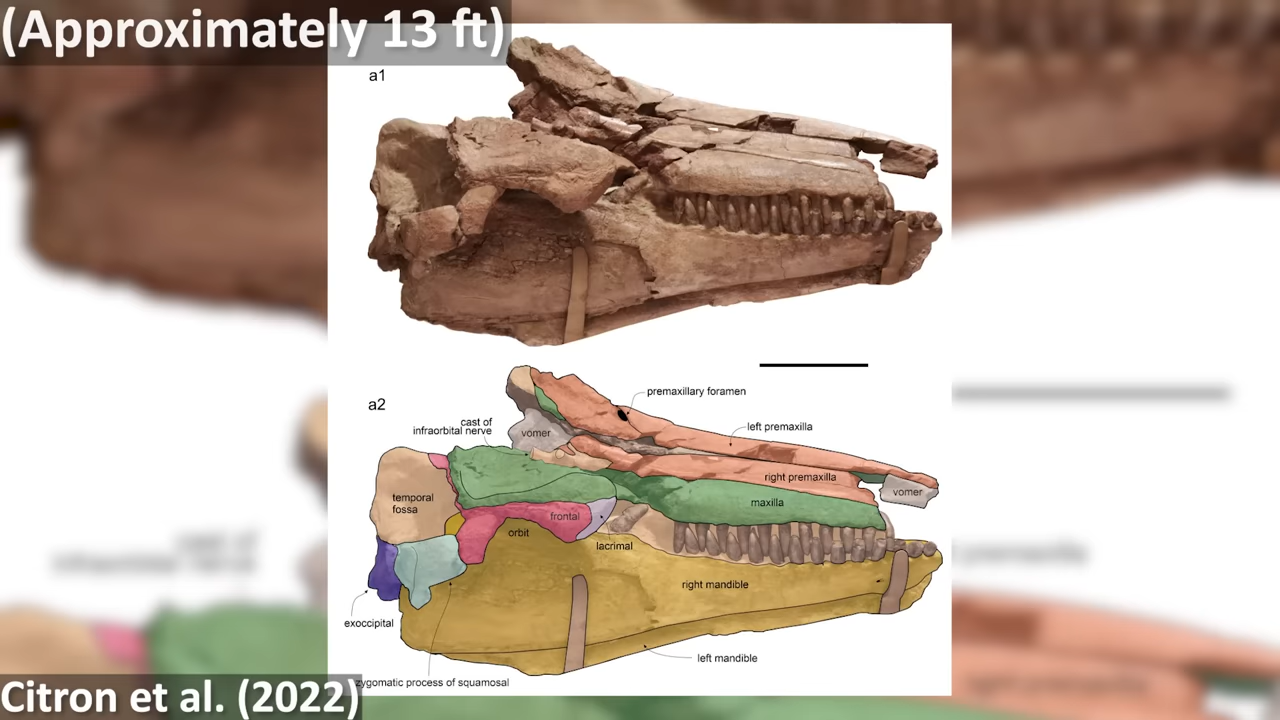 (Approximately 13 ft)
a1
a2
premaxillary foramen
cast of
infraorbital nerve
vomer
left premaxilla
temporal
fossa
right premaxilla
vomer
maxilla
frontal
orbit
lacrimal
right mandible
exoccipital
left mandible
zygomatic process of squamosal
Citron et al. (2022)